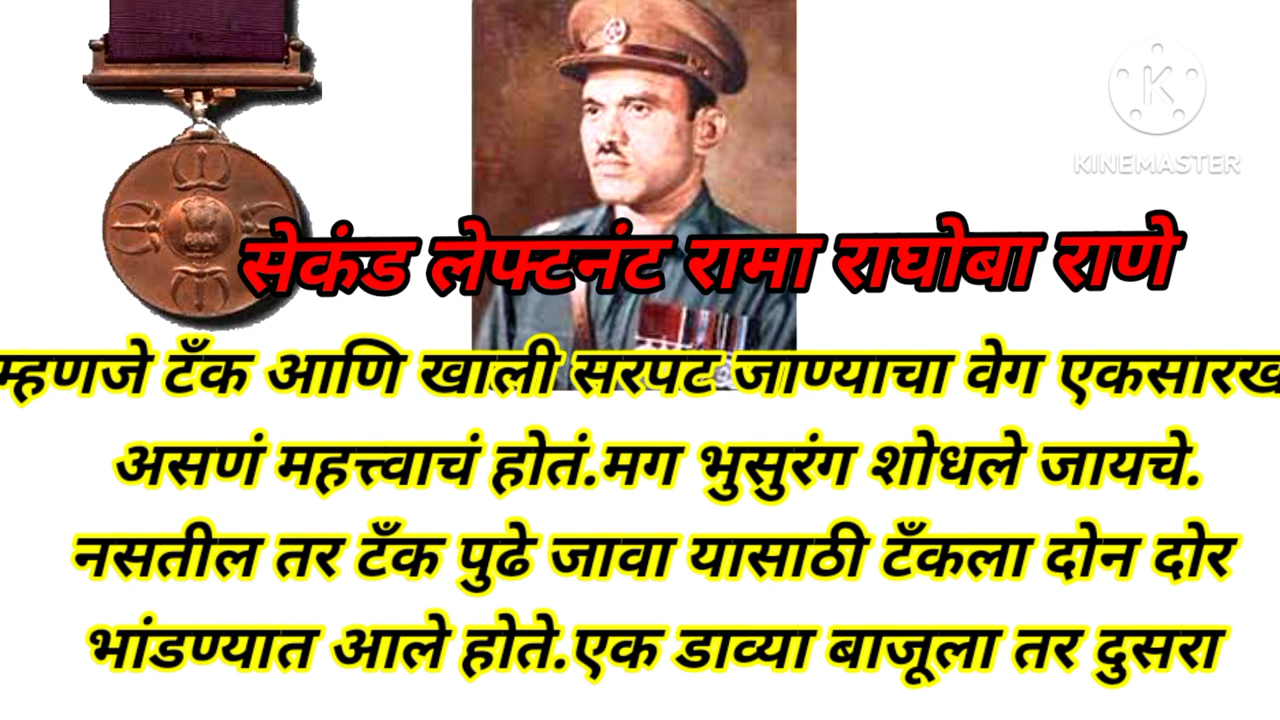 KINEMASTER
सेकंड लेफ्टनंट रामा राघोबा राणे
म्हणजे टँक आणि खाली सरपट जाण्याचा वेग एकसारख
असणं महत्त्वाचं होतं.मग भुसुरंग शोधले जायचे.
नसतील तर टँक पुढे जावा यासाठी टँकला दोन दोर
भांडण्यात आले होते.एक डाव्या बाजूला तर दुसरा